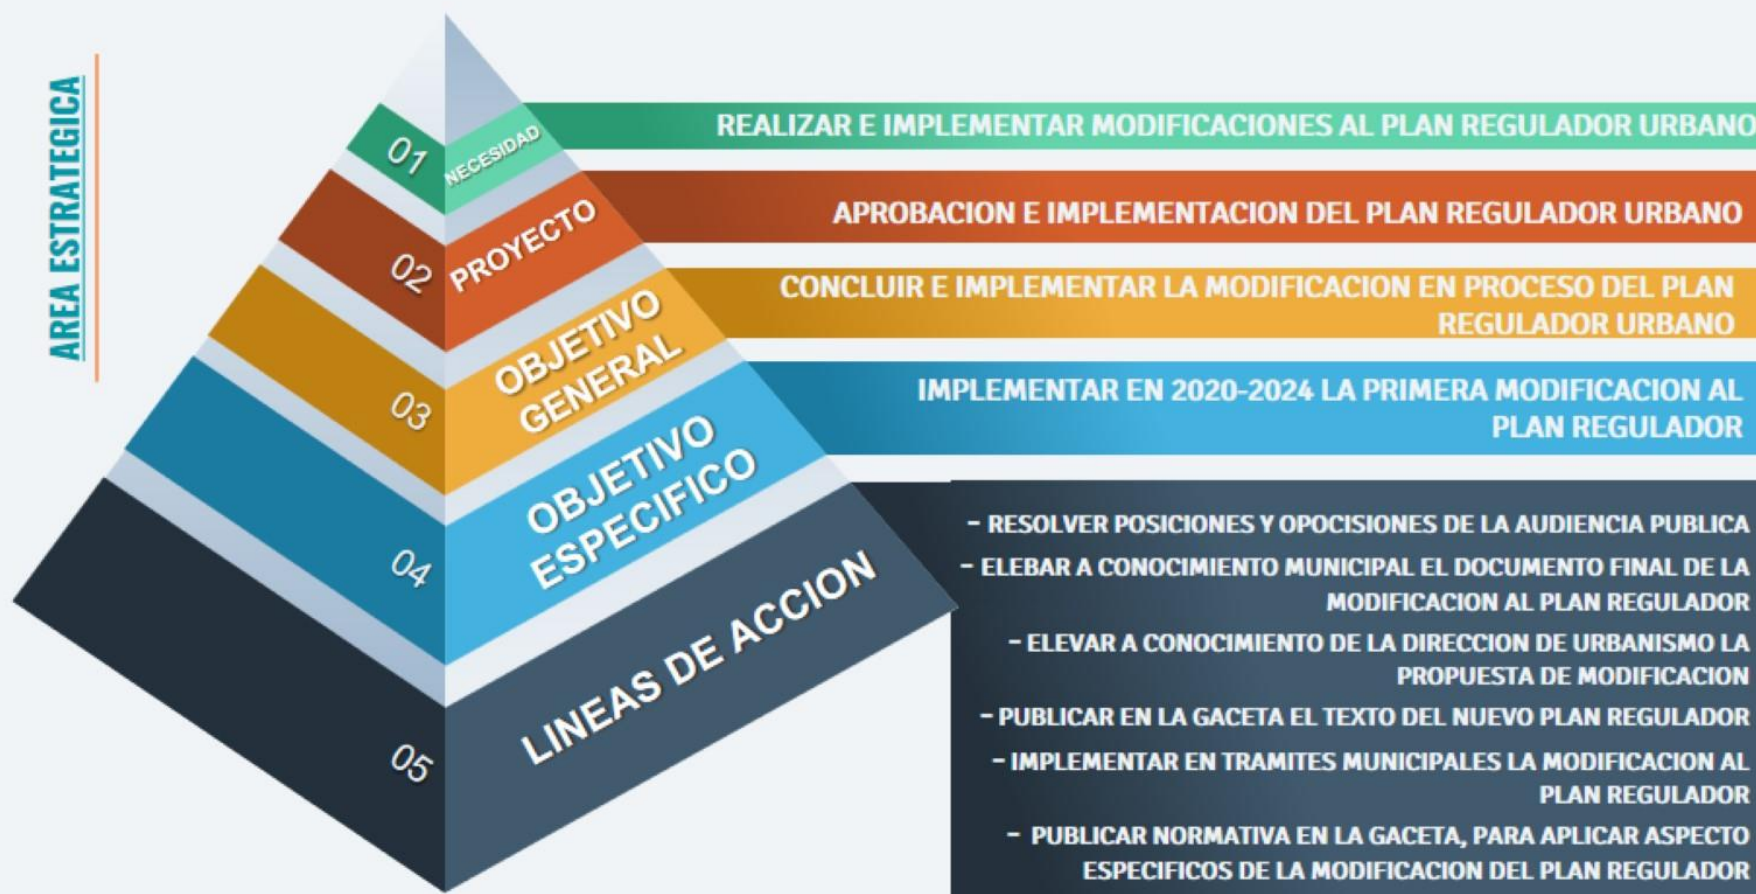 AREA ESTRATEGICA
01
NECESIDAD
REALIZAR E IMPLEMENTAR MODIFICACIONES AL PLAN REGULADOR URBANO
02
PROYECTO
APROBACION E IMPLEMENTACION DEL PLAN REGULADOR URBANO
03
OBJETIVO
GENERAL
CONCLUIR E IMPLEMENTAR LA MODIFICACION EN PROCESO DEL PLAN
REGULADOR URBANO
04
OBJETIVO
ESPECIFICO
IMPLEMENTAR EN 2020-2024 LA PRIMERA MODIFICACION AL
PLAN REGULADOR
05
LINEAS DE ACCION
- RESOLVER POSICIONES Y OPOCISIONES DE LA AUDIENCIA PUBLICA
- ELEBAR A CONOCIMIENTO MUNICIPAL EL DOCUMENTO FINAL DE LA
MODIFICACION AL PLAN REGULADOR
- ELEVAR A CONOCIMIENTO DE LA DIRECCION DE URBANISMO LA
PROPUESTA DE MODIFICACION
- PUBLICAR EN LA GACETA EL TEXTO DEL NUEVO PLAN REGULADOR
- IMPLEMENTAR EN TRAMITES MUNICIPALES LA MODIFICACION AL
PLAN REGULADOR
- PUBLICAR NORMATIVA EN LA GACETA, PARA APLICAR ASPECTO
ESPECIFICOS DE LA MODIFICACION DEL PLAN REGULADOR